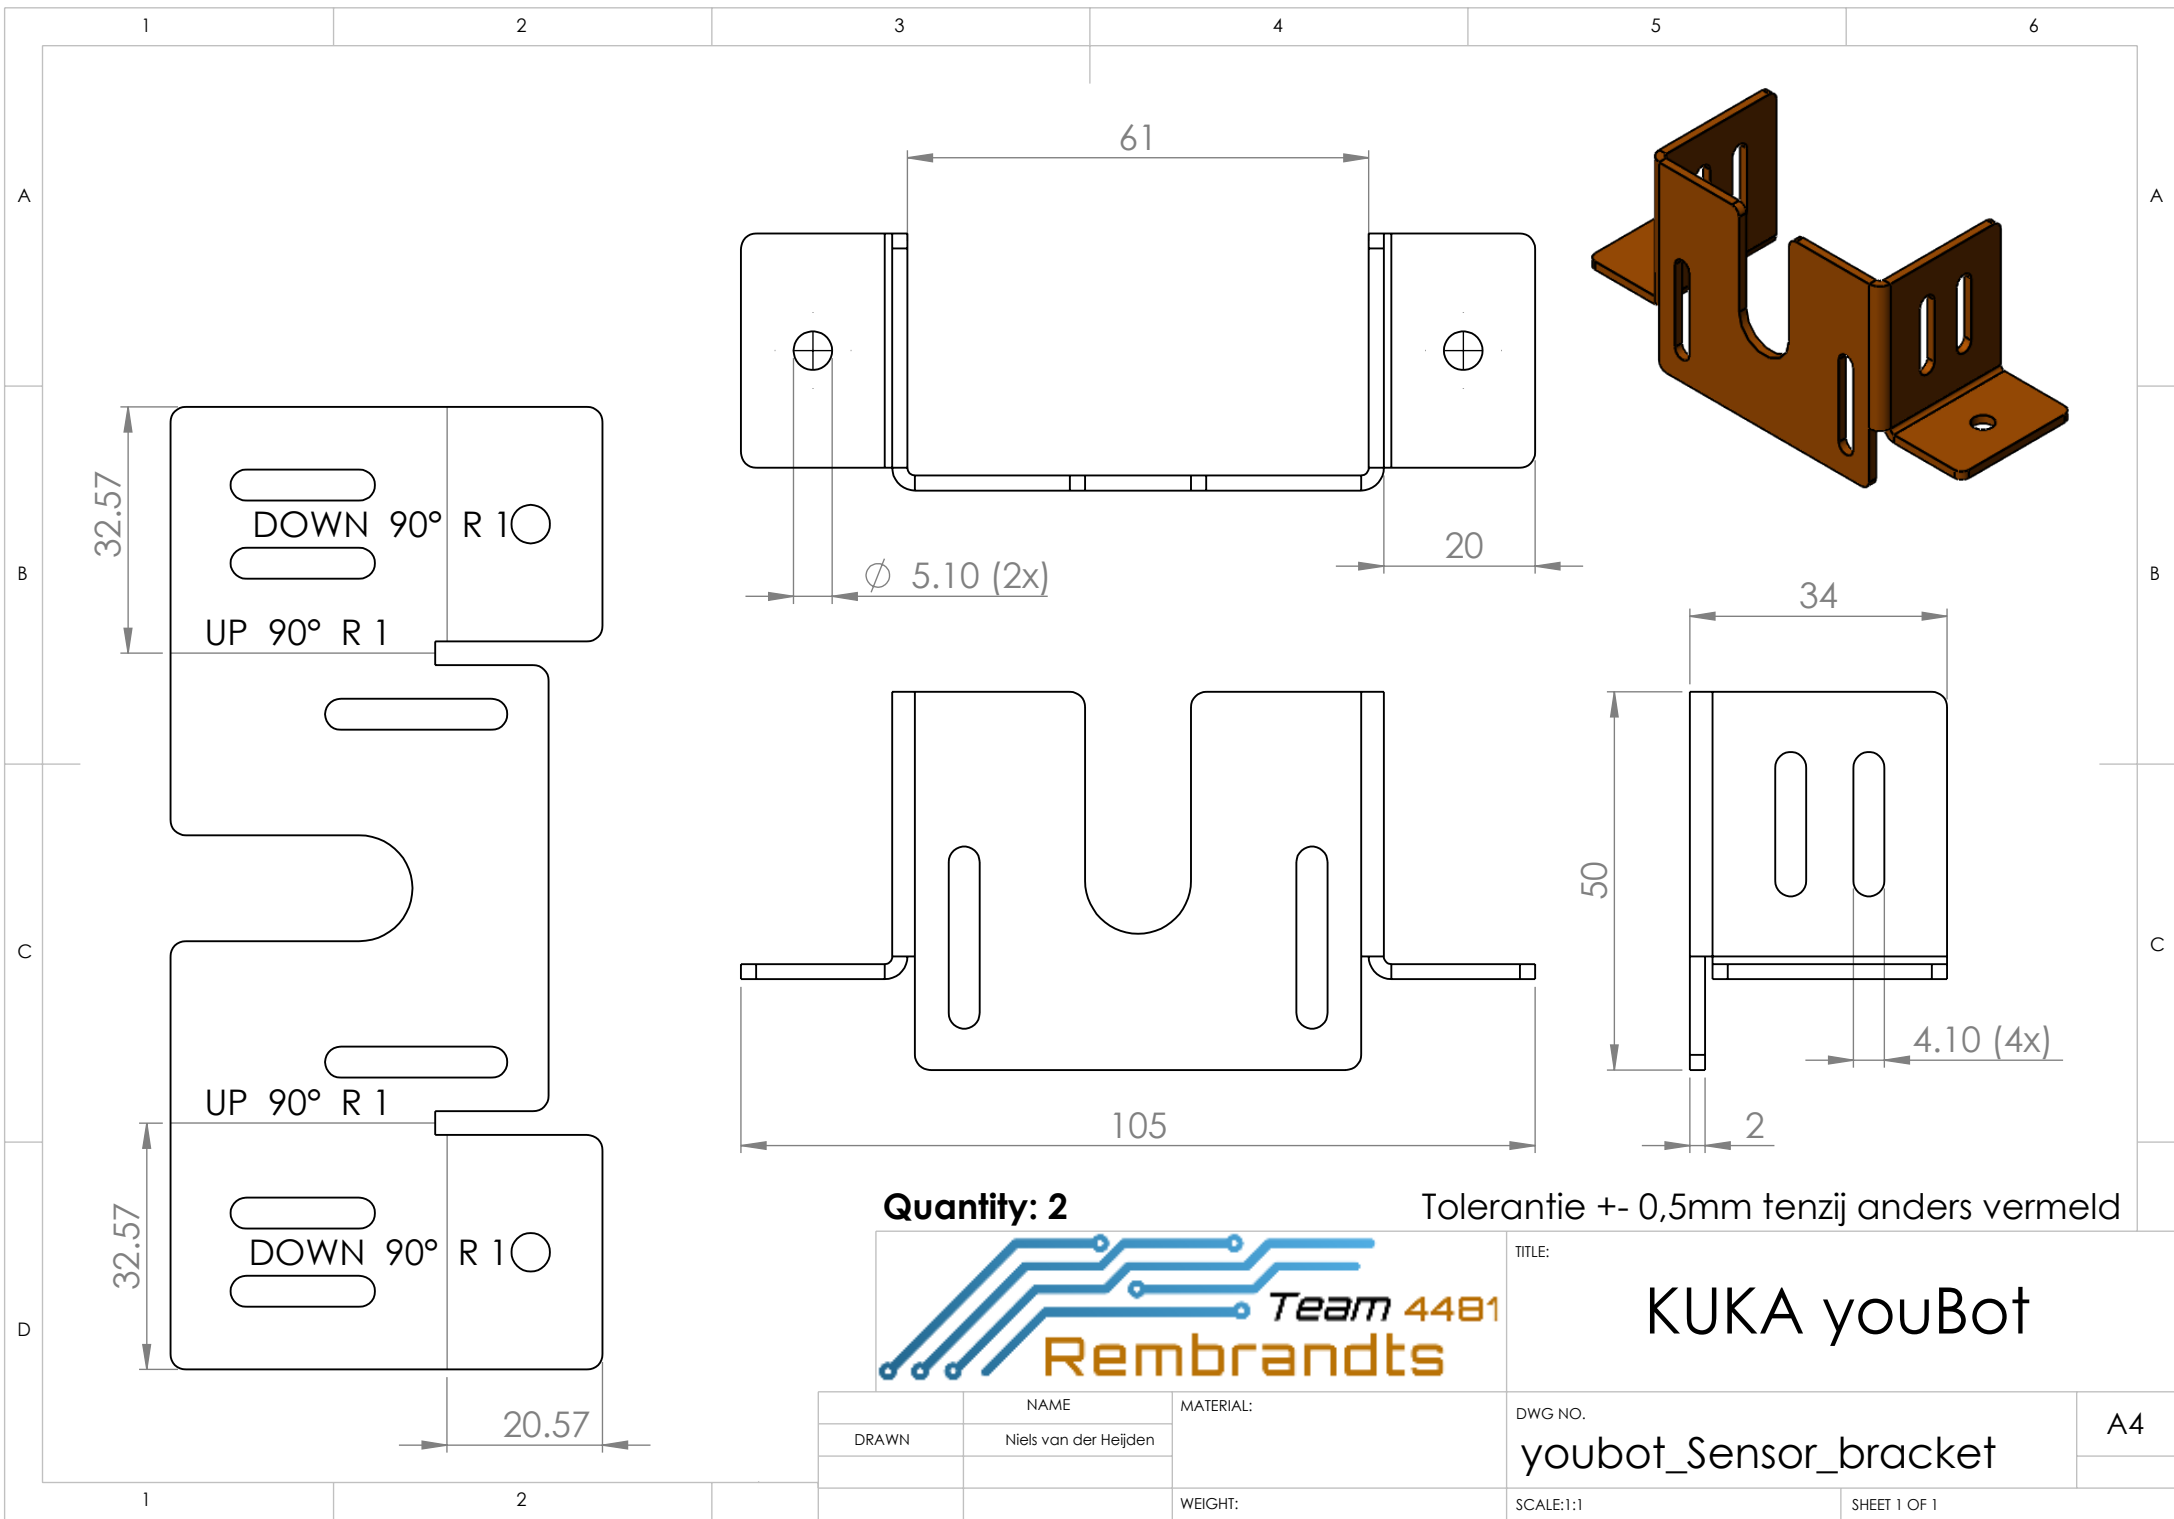 1 2 3 4 5 6
A A
61
32.57
DOWN 90° R 1
UP 90° R 1
B B
⌀ 5.10 (2x)
20
34
50
C C
4.10 (4x)
UP 90° R 1
105
2
32.57
DOWN 90° R 1
20.57
Quantity: 2
Tolerantie +- 0,5mm tenzij anders vermeld
D
Team 4481
Rembrandts
TITLE:
KUKA youBot
NAME
MATERIAL:
DRAWN Niels van der Heijden
DWG NO.
youbot_Sensor_bracket
A4
WEIGHT:
SCALE:1:1
SHEET 1 OF 1
1 2